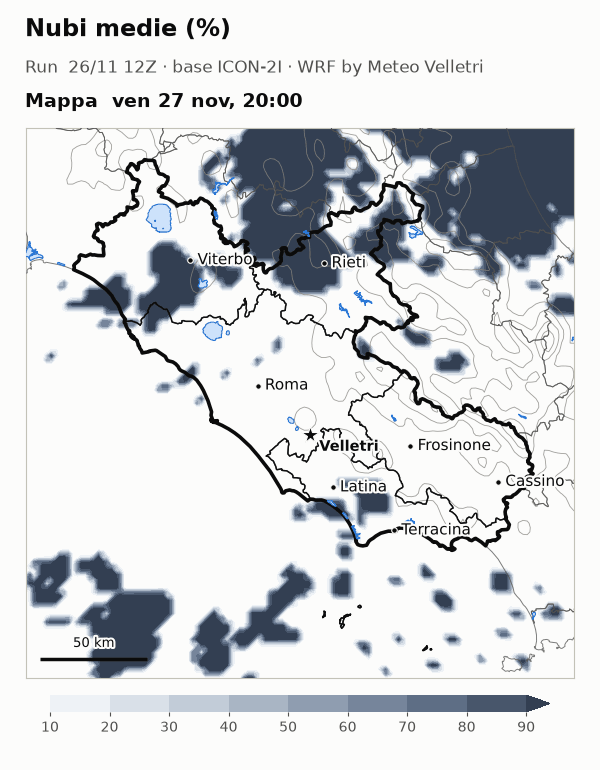 Nubi medie (%)
Run  26/11 12Z · base ICON-2I · WRF by Meteo Velletri
Mappa  ven 27 nov, 20:00
Viterbo
Rieti
Roma
Velletri
Frosinone
Cassino
Latina
Terracina
50 km
10 20 30 40 50 60 70 80 90